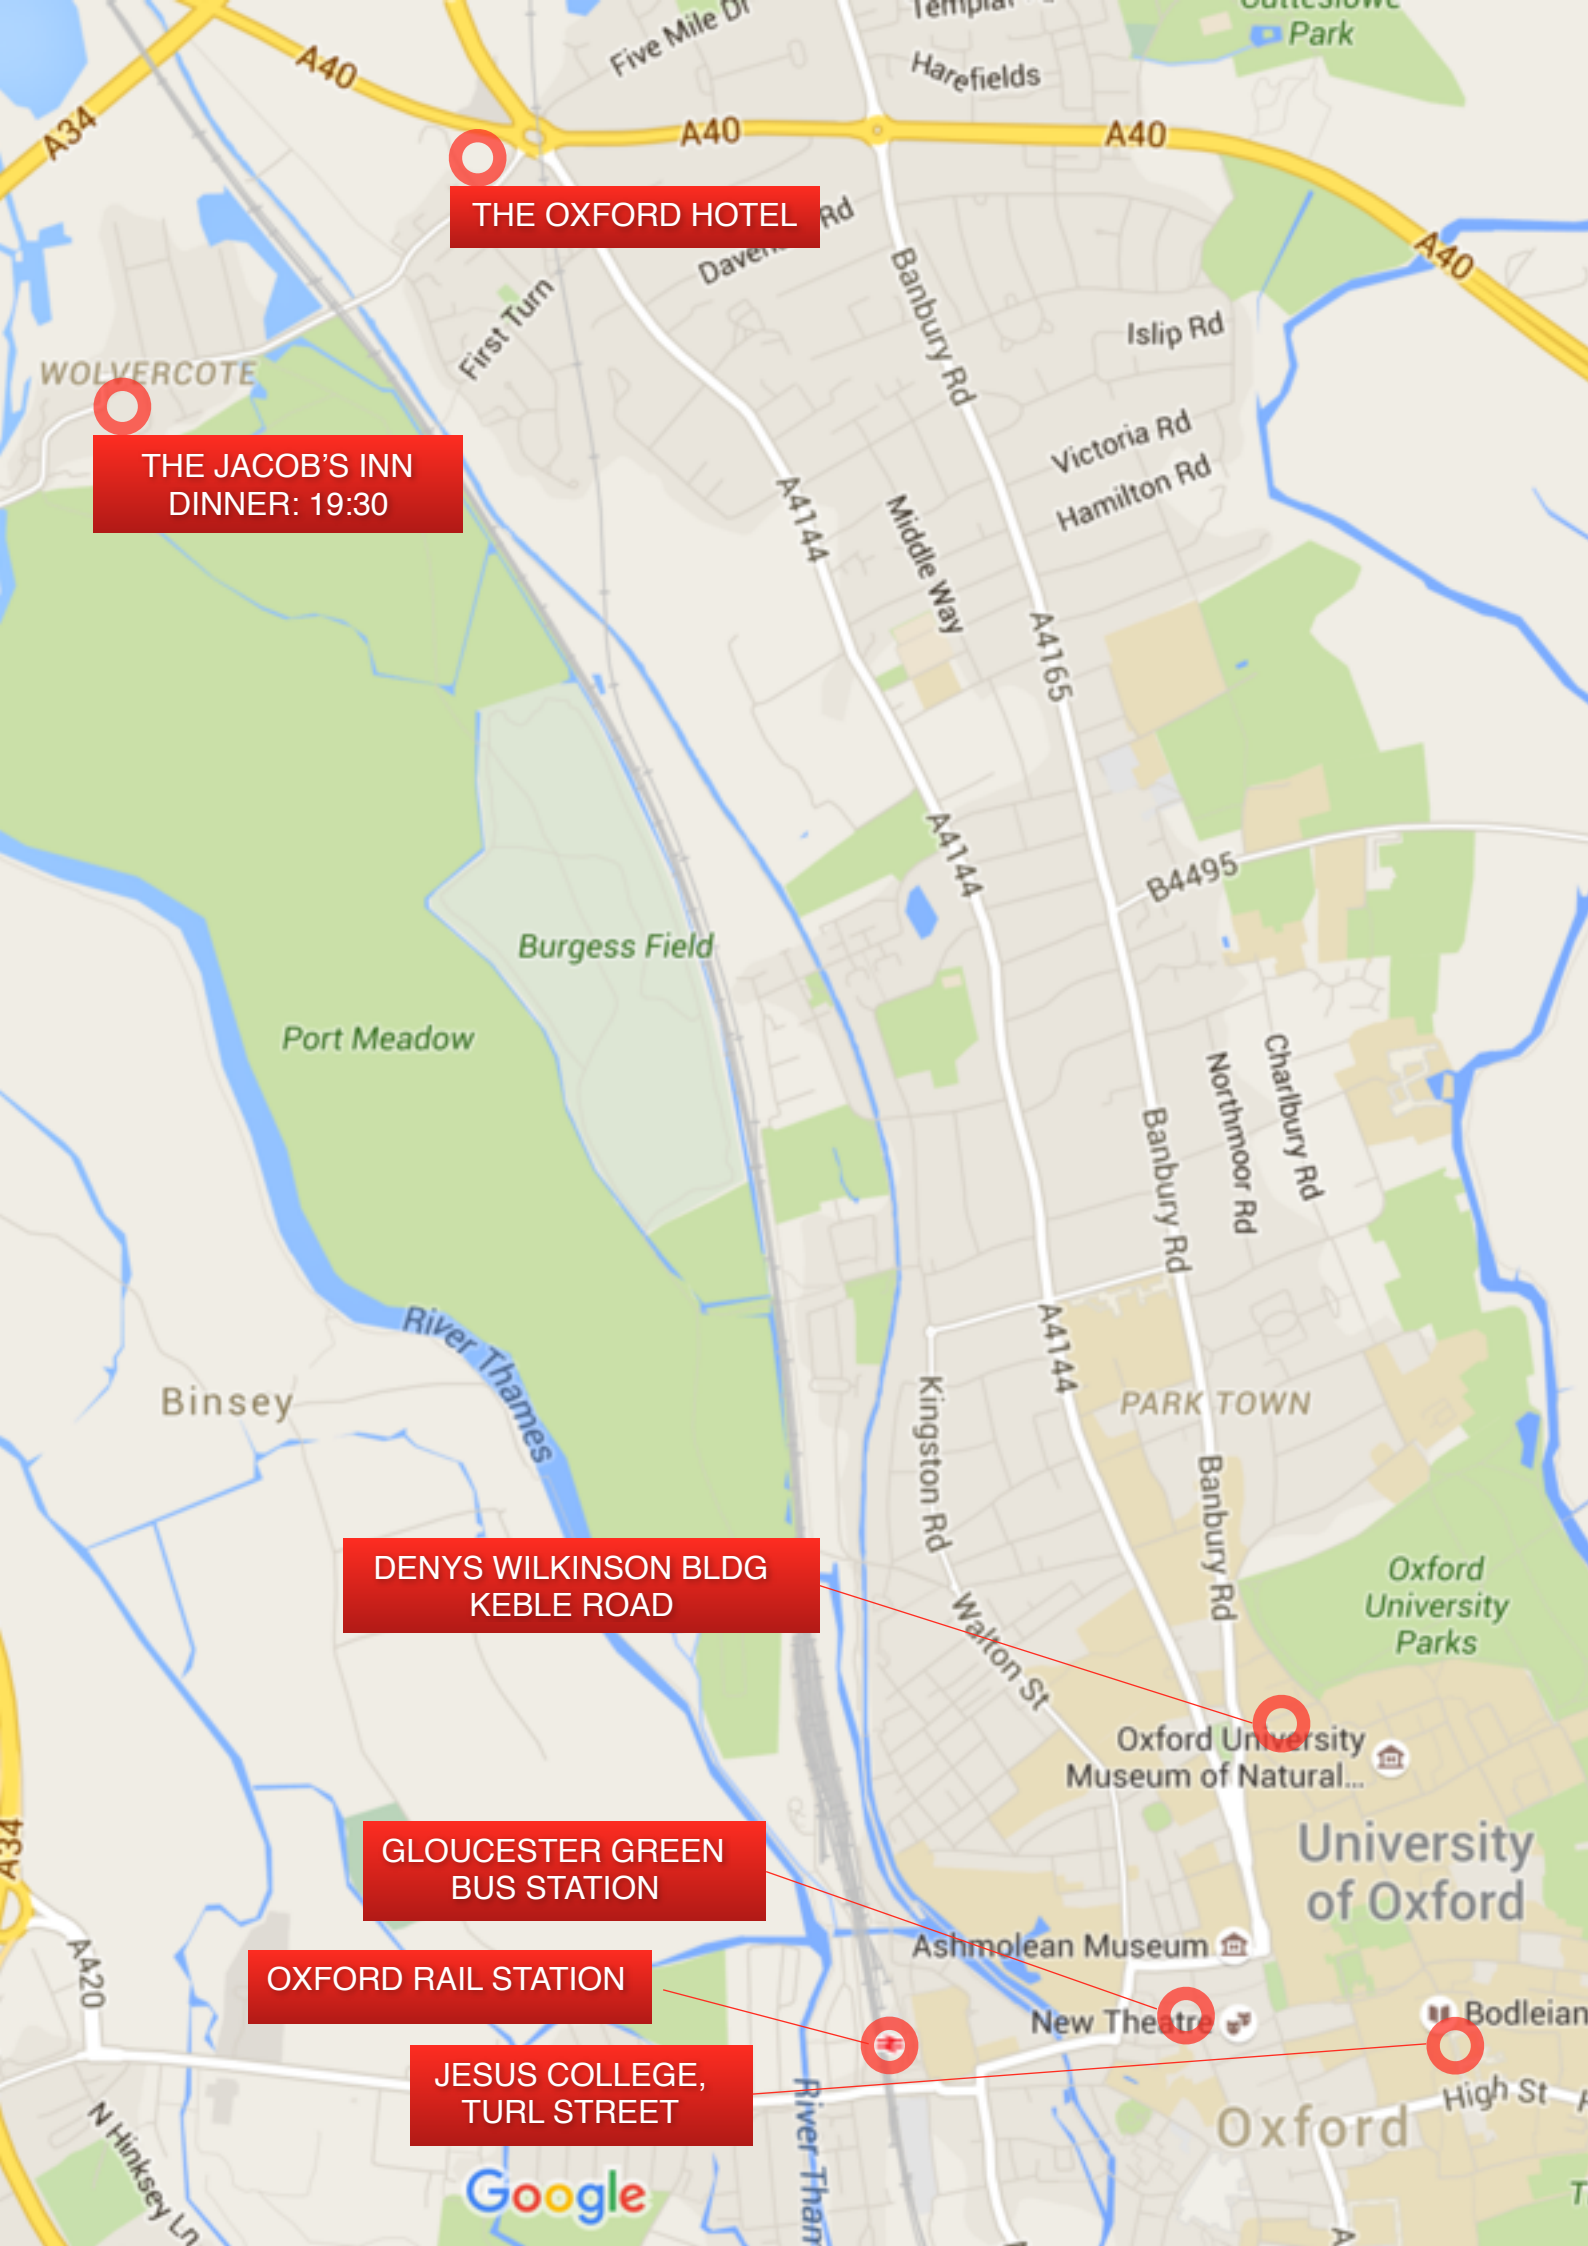 Templar
Cutteslowe
Park
Five Mile Dr
Harefields
A40
A34
A40
A40
THE OXFORD HOTEL
Rd
Daven
A40
Banbury Rd
First Turn
Islip Rd
WOLVERCOTE
THE JACOB'S INN
DINNER: 19:30
Victoria Rd
Hamilton Rd
A4144
Middle Way
A4165
A4144
B4495
Burgess Field
Port Meadow
Charlbury Rd
Northmoor Rd
Banbury Rd
River Thames
A4144
Binsey
PARK TOWN
Kingston Rd
Banbury Rd
DENYS WILKINSON BLDG
KEBLE ROAD
Oxford
University
Parks
Walton St
Oxford University
Museum of Natural...
A34
GLOUCESTER GREEN
BUS STATION
University
of Oxford
A420
Ashmolean Museum
OXFORD RAIL STATION
New Theatre
Bodleian
JESUS COLLEGE,
TURL STREET
High St
River Tham
N Hinksey Ln
Oxford
Google
T
A